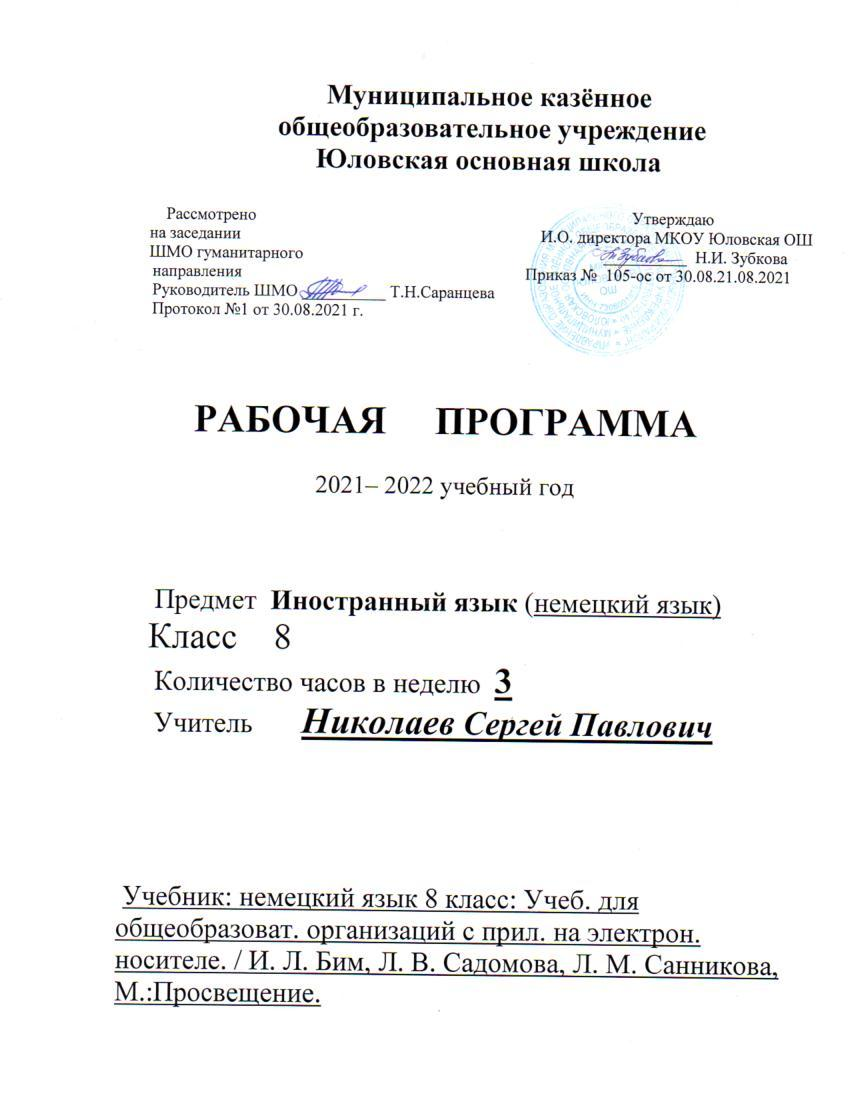 Муниципальное казённое
общеобразовательное учреждение
Юловская основная школа
Рассмотрено
на заседании
ШМО гуманитарного
направления
Руководитель ШМО__________ Т.Н.Саранцева
Протокол №1 от 30.08.2021 г.
Утверждаю
И.О. директора МКОУ Юловская ОШ
__________ Н.И. Зубкова
Приказ № 105-ос от 30.08.21.08.2021
РАБОЧАЯ ПРОГРАММА
2021– 2022 учебный год
Предмет Иностранный язык (немецкий язык)
Класс 8
Количество часов в неделю 3
Учитель Николаев Сергей Павлович
Учебник: немецкий язык 8 класс: Учеб. для
общеобразоват. организаций с прил. на электрон.
носителе. / И. Л. Бим, Л. В. Садомова, Л. М. Санникова,
М.:Просвещение.